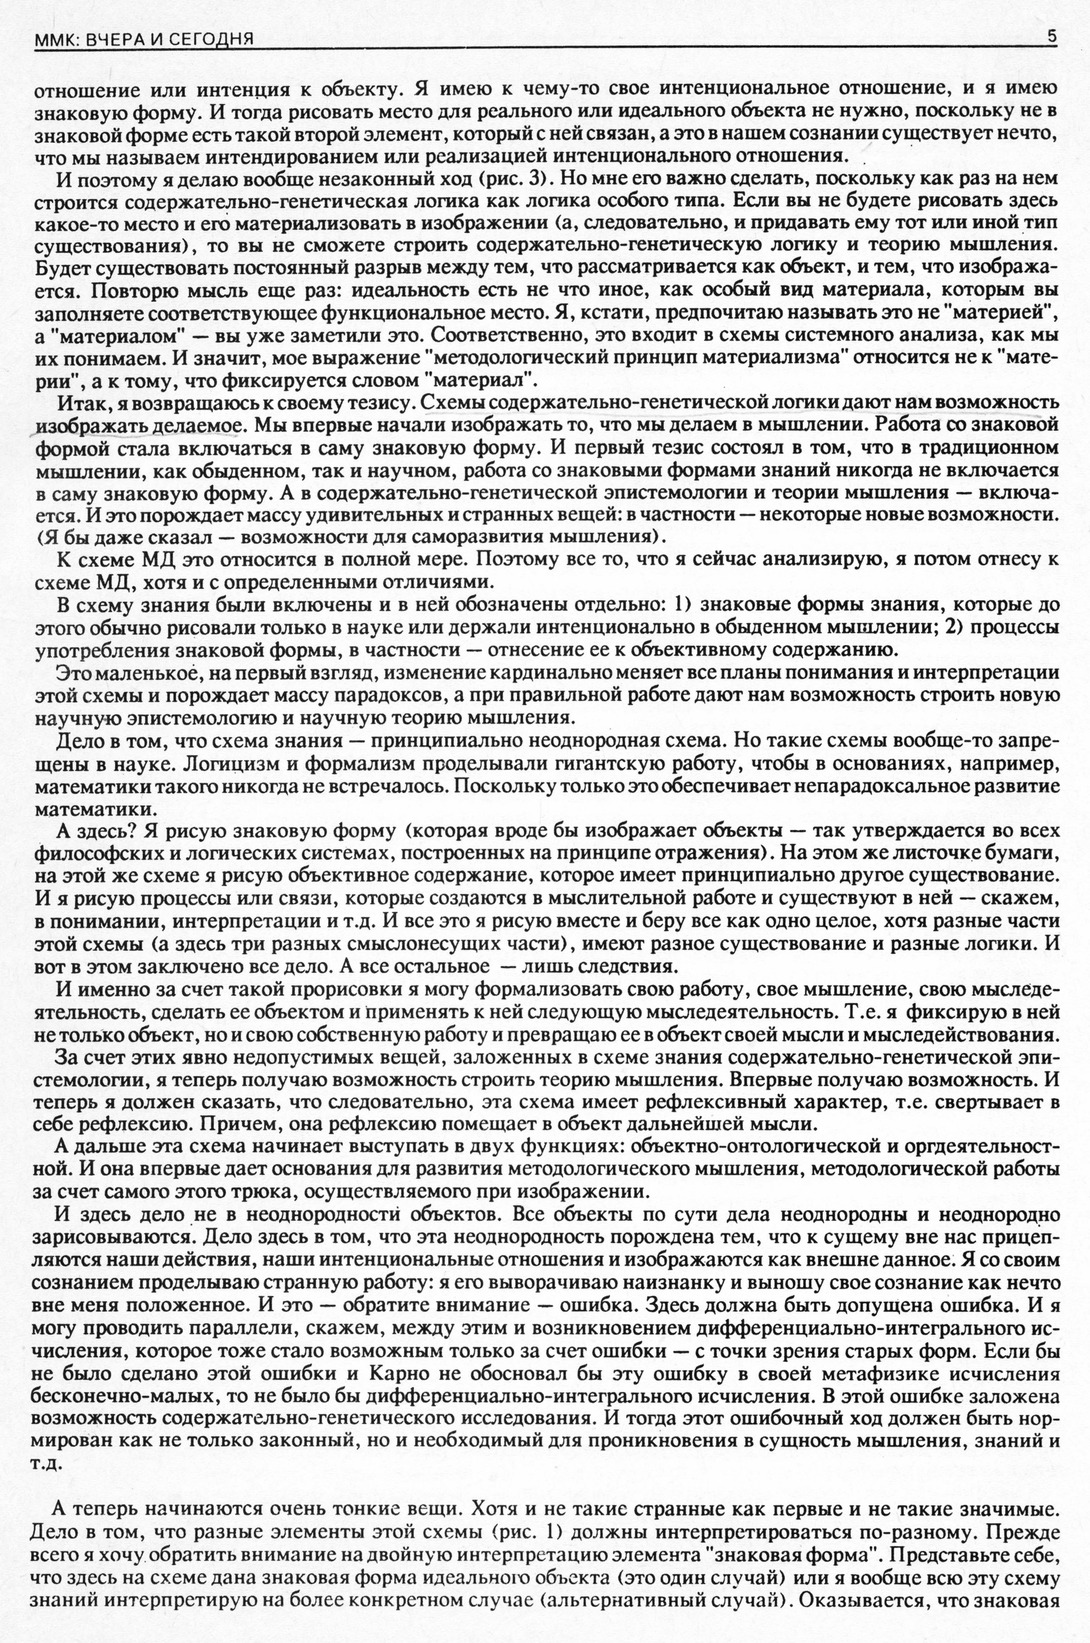 ММК: ВЧЕРА И СЕГОДНЯ 5
отношение или интенция к объекту. Я имею к чему-то свое интенциональное отношение, и я имею
знаковую форму. И тогда рисовать место для реального или идеального объекта не нужно, поскольку не в
знаковой форме есть такой второй элемент, который с ней связан, а это в нашем сознании существует нечто,
что мы называем интендированием или реализацией интенционального отношения.
И поэтому я делаю вообще незаконный ход (рис. 3). Но мне его важно сделать, поскольку как раз на нем
строится содержательно-генетическая логика как логика особого типа. Если вы не будете рисовать здесь
какое-то место и его материализовать в изображении (а, следовательно, и придавать ему тот или иной тип
существования), то вы не сможете строить содержательно-генетическую логику и теорию мышления.
Будет существовать постоянный разрыв между тем, что рассматривается как объект, и тем, что изобража-
ется. Повторю мысль еще раз: идеальность есть не что иное, как особый вид материала, которым вы
заполняете соответствующее функциональное место. Я, кстати, предпочитаю называть это не "материей",
а "материалом" — вы уже заметили это. Соответственно, это входит в схемы системного анализа, как мы
их понимаем. И значит, мое выражение "методологический принцип материализма" относится не к "мате-
рии", а к тому, что фиксируется словом "материал".
Итак, я возвращаюсь к своему тезису. Схемы содержательно-генетической логики дают нам возможность
изображать делаемое. Мы впервые начали изображать то, что мы делаем в мышлении. Работа со знаковой
формой стала включаться в саму знаковую форму. И первый тезис состоял в том, что в традиционном
мышлении, как обыденном, так и научном, работа со знаковыми формами знаний никогда не включается
в саму знаковую форму. А в содержательно-генетической эпистемологии и теории мышления — включа-
ется. И это порождает массу удивительных и странных вещей: в частности — некоторые новые возможности.
(Я бы даже сказал — возможности для саморазвития мышления).
К схеме МД это относится в полной мере. Поэтому все то, что я сейчас анализирую, я потом отнесу к
схеме МД, хотя и с определенными отличиями.
В схему знания были включены и в ней обозначены отдельно: 1) знаковые формы знания, которые до
этого обычно рисовали только в науке или держали интенционально в обыденном мышлении; 2) процессы
употребления знаковой формы, в частности — отнесение ее к объективному содержанию.
Это маленькое, на первый взгляд, изменение кардинально меняет все планы понимания и интерпретации
этой схемы и порождает массу парадоксов, а при правильной работе дают нам возможность строить новую
научную эпистемологию и научную теорию мышления.
Дело в том, что схема знания — принципиально неоднородная схема. Но такие схемы вообще-то запре-
щены в науке. Логицизм и формализм проделывали гигантскую работу, чтобы в основаниях, например,
математики такого никогда не встречалось. Поскольку только это обеспечивает непарадоксальное развитие
математики.
А здесь? Я рисую знаковую форму (которая вроде бы изображает объекты — так утверждается во всех
философских и логических системах, построенных на принципе отражения). На этом же листочке бумаги,
на этой же схеме я рисую объективное содержание, которое имеет принципиально другое существование.
И я рисую процессы или связи, которые создаются в мыслительной работе и существуют в ней — скажем,
в понимании, интерпретации и т.д. И все это я рисую вместе и беру все как одно целое, хотя разные части
этой схемы (а здесь три разных смыслонесущих части), имеют разное существование и разные логики. И
вот в этом заключено все дело. А все остальное — лишь следствия.
И именно за счет такой прорисовки я могу формализовать свою работу, свое мышление, свою мыследе-
ятельность, сделать ее объектом и применять к ней следующую мыследеятельность. Т.е. я фиксирую в ней
не только объект, но и свою собственную работу и превращаю ее в объект своей мысли и мыследействования.
За счет этих явно недопустимых вещей, заложенных в схеме знания содержательно-генетической эпи-
стемологии, я теперь получаю возможность строить теорию мышления. Впервые получаю возможность. И
теперь я должен сказать, что следовательно, эта схема имеет рефлексивный характер, т.е. свертывает в
себе рефлексию. Причем, она рефлексию помещает в объект дальнейшей мысли.
А дальше эта схема начинает выступать в двух функциях: объектно-онтологической и оргдеятельност-
ной. И она впервые дает основания для развития методологического мышления, методологической работы
за счет самого этого трюка, осуществляемого при изображении.
И здесь дело не в неоднородности объектов. Все объекты по сути дела неоднородны и неоднородно
зарисовываются. Дело здесь в том, что эта неоднородность порождена тем, что к сущему вне нас прицеп-
ляются наши действия, наши интенциональные отношения и изображаются как внешне данное. Я со своим
сознанием проделываю странную работу: я его выворачиваю наизнанку и выношу свое сознание как нечто
вне меня положенное. И это — обратите внимание — ошибка. Здесь должна быть допущена ошибка. И я
могу проводить параллели, скажем, между этим и возникновением дифференциально-интегрального ис-
числения, которое тоже стало возможным только за счет ошибки — с точки зрения старых форм. Если бы
не было сделано этой ошибки и Карно не обосновал бы эту ошибку в своей метафизике исчисления
бесконечно-малых, то не было бы дифференциально-интегрального исчисления. В этой ошибке заложена
возможность содержательно-генетического исследования. И тогда этот ошибочный ход должен быть нор-
мирован как не только законный, но и необходимый для проникновения в сущность мышления, знаний и
т.д.
А теперь начинаются очень тонкие вещи. Хотя и не такие странные как первые и не такие значимые.
Дело в том, что разные элементы этой схемы (рис. 1) должны интерпретироваться по-разному. Прежде
всего я хочу обратить внимание на двойную интерпретацию элемента "знаковая форма". Представьте себе,
что здесь на схеме дана знаковая форма идеального объекта (это один случай) или я вообще всю эту схему
знаний интерпретирую на более конкретном случае (альтернативный случай). Оказывается, что знаковая